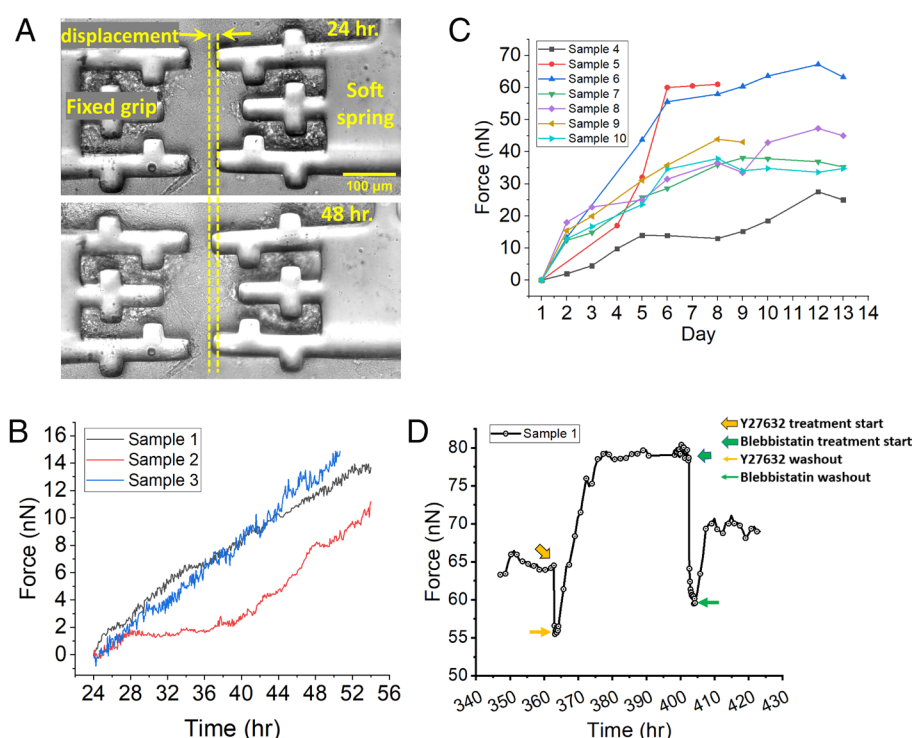 A
displacement
24 hr.
Fixed grip
Soft
spring
100 µm
48 hr.
B
Sample 1
Sample 2
Sample 3
16
14
12
10
8
6
4
2
0
Force (nN)
24 28 32 36 40 44 48 52 56
Time (hr)
C
Sample 4
Sample 5
Sample 6
Sample 7
Sample 8
Sample 9
Sample 10
70
60
50
40
30
20
10
0
Force (nN)
1 2 3 4 5 6 7 8 9 10 11 12 13 14
Day
D
Sample 1
Y27632 treatment start
Blebbistatin treatment start
Y27632 washout
Blebbistatin washout
85
80
75
70
65
60
55
50
Force (nN)
340 350 360 370 380 390 400 410 420 430
Time (hr)